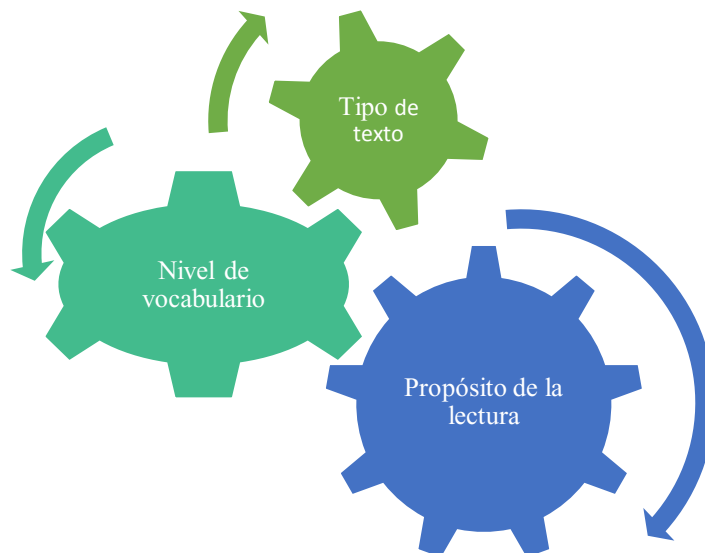 Tipo de
texto
Nivel de
vocabulario
Propósito de la
lectura